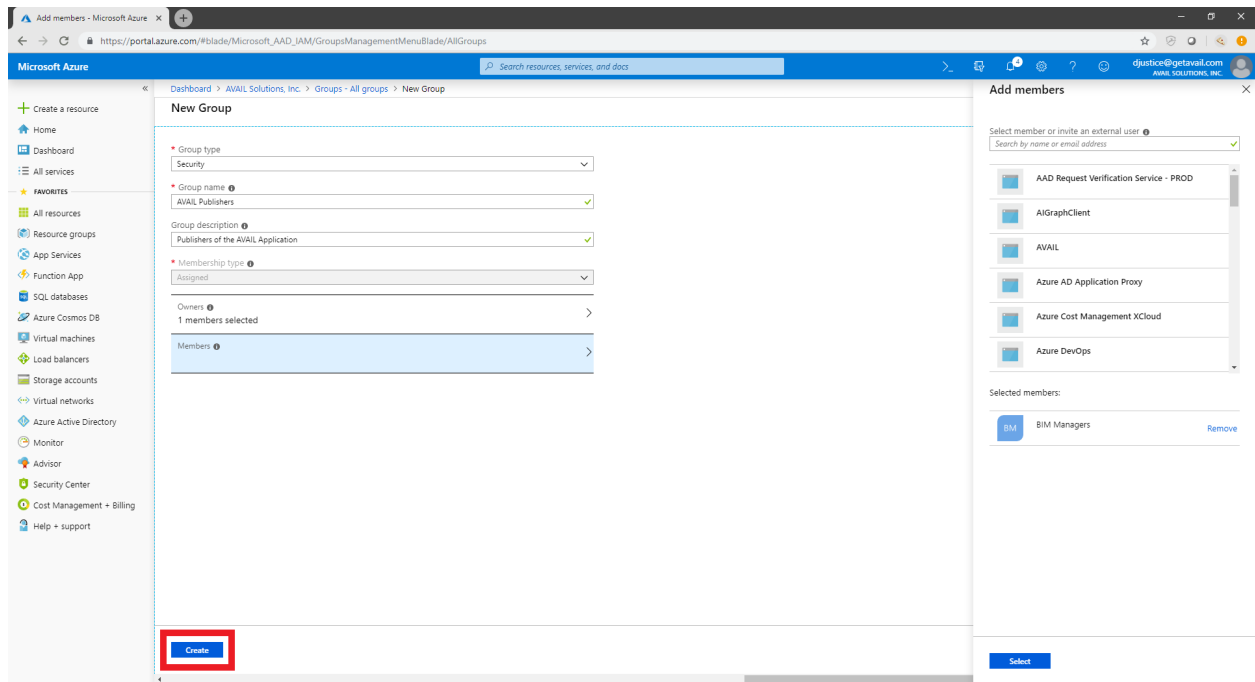 Add members - Microsoft Azure
https://portal.azure.com/#blade/Microsoft_AAD_IAM/GroupsManagementMenuBlade/AllGroups
Microsoft Azure
Search resources, services, and docs
4
djustice@getavail.com
AVAIL SOLUTIONS, INC.
Create a resource
Home
Dashboard
All services
FAVORITES
All resources
Resource groups
App Services
Function App
SQL databases
Azure Cosmos DB
Virtual machines
Load balancers
Storage accounts
Virtual networks
Azure Active Directory
Monitor
Advisor
Security Center
Cost Management + Billing
Help + support
Dashboard > AVAIL Solutions, Inc. > Groups - All groups > New Group
New Group
* Group type
Security
* Group name
AVAIL Publishers
Group description
Publishers of the AVAIL Application
* Membership type
Assigned
Owners
1 members selected
Members
Create
Add members
Select member or invite an external user
Search by name or email address
AAD Request Verification Service - PROD
AIGraphClient
AVAIL
Azure AD Application Proxy
Azure Cost Management XCloud
Azure DevOps
Selected members:
BM
BIM Managers
Remove
Select